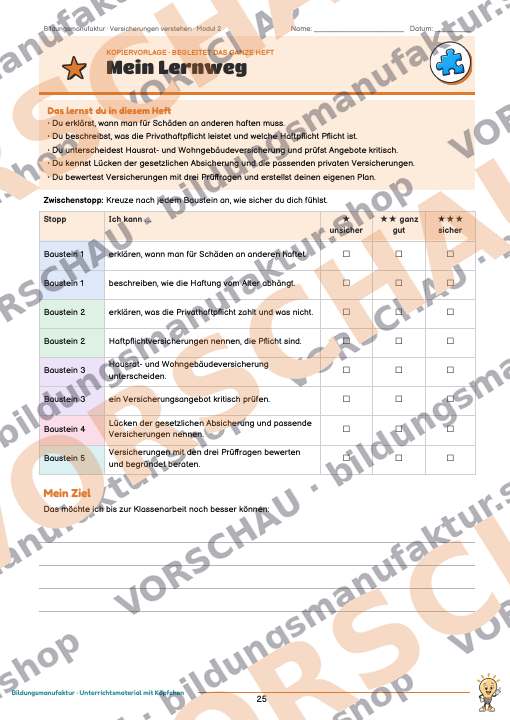 Bildungsmanufaktur · Versicherungen verstehen · Modul 2 Name: Datum:
KOPIERVORLAGE · BEGLEITET DAS GANZE HEFT
Mein Lernweg
Das lernst du in diesem Heft
· Du erklärst, wann man für Schäden an anderen haften muss.
· Du beschreibst, was die Privathaftpflicht leistet und welche Haftpflicht Pflicht ist.
· Du unterscheidest Hausrat- und Wohngebäudeversicherung und prüfst Angebote kritisch.
· Du kennst Lücken der gesetzlichen Absicherung und die passenden privaten Versicherungen.
· Du bewertest Versicherungen mit drei Prüffragen und erstellst deinen eigenen Plan.
Zwischenstopp: Kreuze nach jedem Baustein an, wie sicher du dich fühlst.
Stopp Ich kann … ★ unsicher ★★ ganz gut ★★★ sicher
Baustein 1 erklären, wann man für Schäden an anderen haftet. ☐ ☐ ☐
Baustein 1 beschreiben, wie die Haftung vom Alter abhängt. ☐ ☐ ☐
Baustein 2 erklären, was die Privathaftpflicht zahlt und was nicht. ☐ ☐ ☐
Baustein 2 Haftpflichtversicherungen nennen, die Pflicht sind. ☐ ☐ ☐
Baustein 3 Hausrat- und Wohngebäudeversicherung
unterscheiden. ☐ ☐ ☐
Baustein 3 ein Versicherungsangebot kritisch prüfen. ☐ ☐ ☐
Baustein 4 Lücken der gesetzlichen Absicherung und passende
Versicherungen nennen. ☐ ☐ ☐
Baustein 5 Versicherungen mit den drei Prüffragen bewerten
und begründet beraten. ☐ ☐ ☐
Mein Ziel
Das möchte ich bis zur Klassenarbeit noch besser können:
Bildungsmanufaktur · Unterrichtsmaterial mit Köpfchen
25
VORSCHAU · bildungsmanufaktur.shop